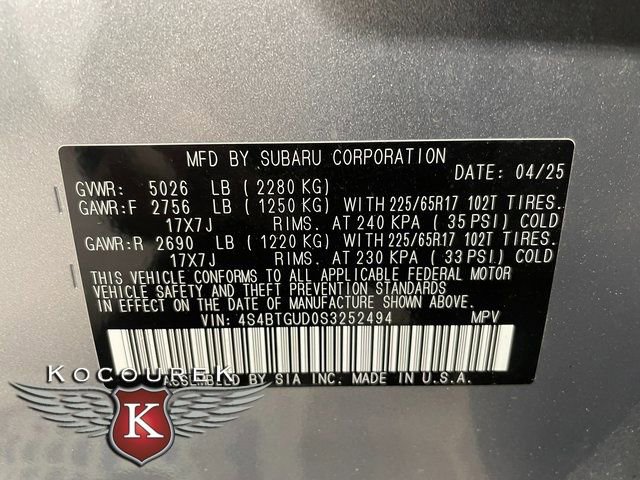 MFD BY SUBARU CORPORATION
DATE: 04/25
GVWR: 5026 LB (2280 KG)
GAWR:F 2756 LB (1250 KG) WITH 225/65R17 102T TIRES.
17X7J RIMS. AT 240 KPA (35 PSI) COLD
GAWR:R 2690 LB (1220 KG) WITH 225/65R17 102T TIRES.
17X7J RIMS. AT 230 KPA (33 PSI) COLD
THIS VEHICLE CONFORMS TO ALL APPLICABLE FEDERAL MOTOR
VEHICLE SAFETY AND THEFT PREVENTION STANDARDS
IN EFFECT ON THE DATE OF MANUFACTURE SHOWN ABOVE.
VIN: 4S4BTGUD0S3252494 MPV
ASSEMBLED BY SIA INC. MADE IN U.S.A.
KOCOUREK
K